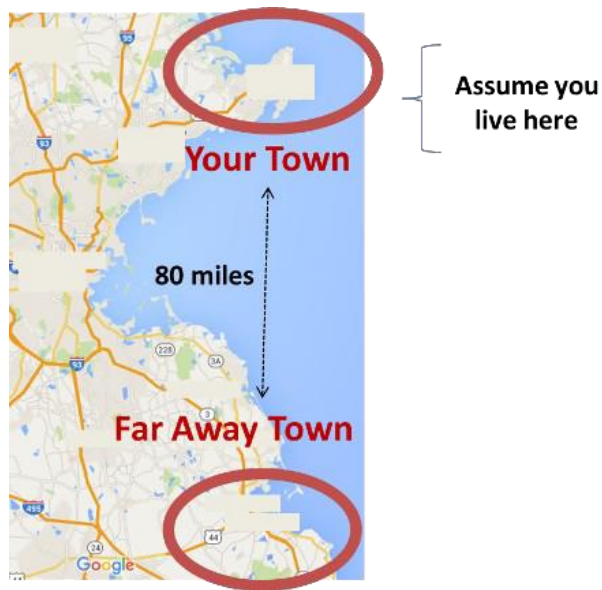 95
Assume you
live here
93
Your Town
80 miles
228
93
3A
3
Far Away Town
495
44
24
Google